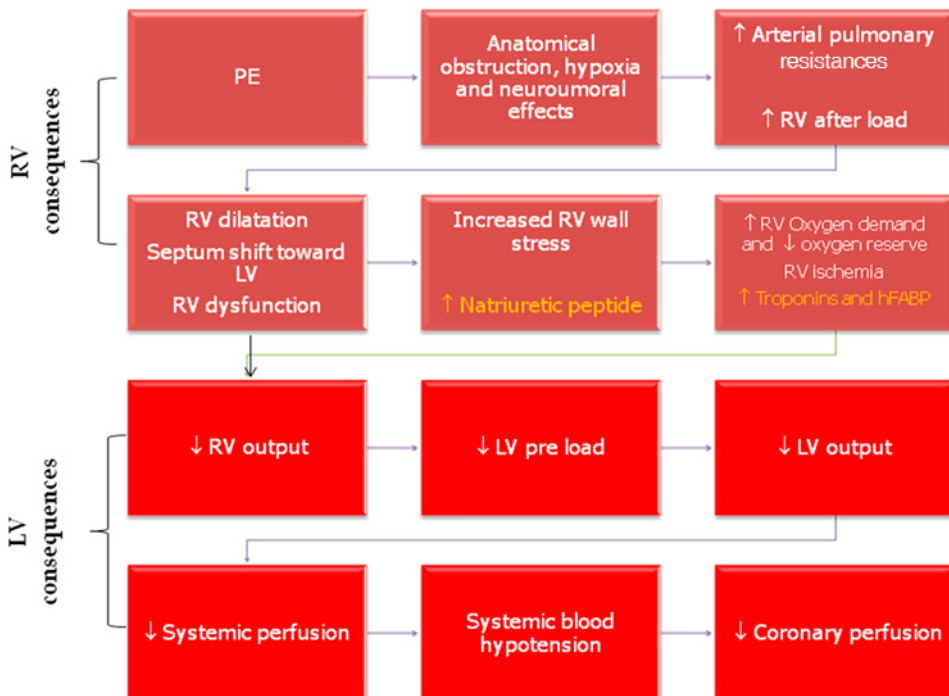 RV
consequences
PE
Anatomical
obstruction, hypoxia
and neuroumoral
effects
↑ Arterial pulmonary
resistances
↑ RV after load
RV dilatation
Septum shift toward
LV
RV dysfunction
Increased RV wall
stress
↑ Natriuretic peptide
↑ RV Oxygen demand
and ↓ oxygen reserve
RV ischemia
↑ Troponins and hFABP
LV
consequences
↓ RV output
↓ LV pre load
↓ LV output
↓ Systemic perfusion
Systemic blood
hypotension
↓ Coronary perfusion